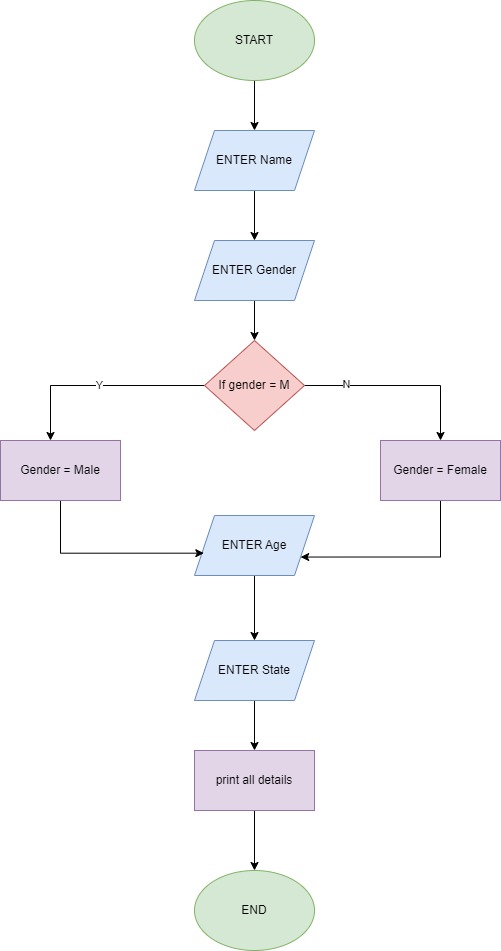 START
ENTER Name
ENTER Gender
If gender = M
Y
N
Gender = Male
Gender = Female
ENTER Age
ENTER State
print all details
END